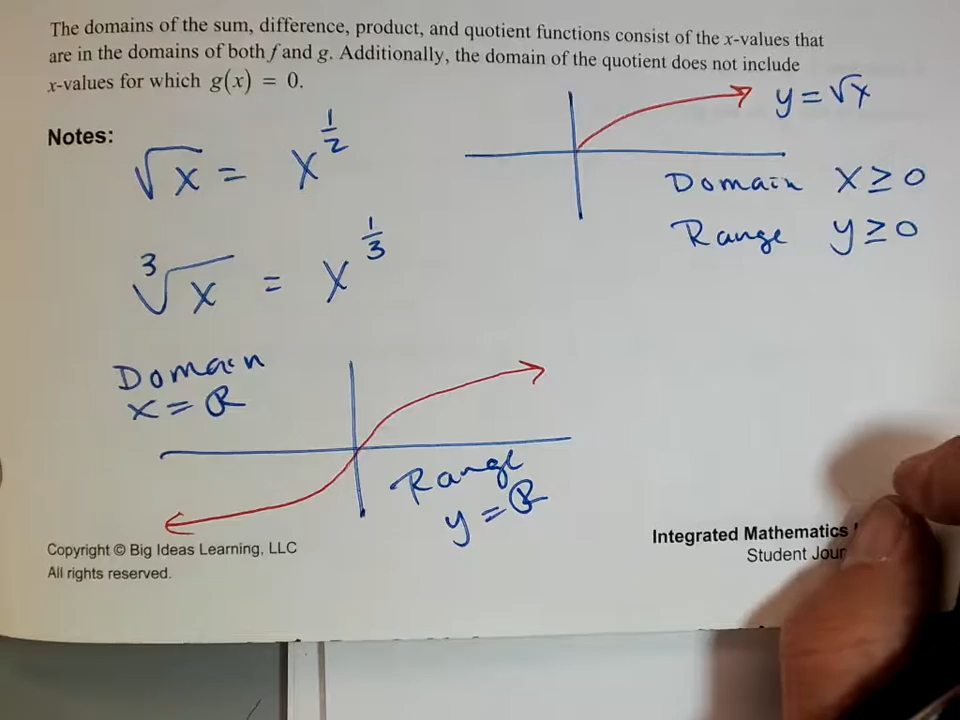 The domains of the sum, difference, product, and quotient functions consist of the x-values that
are in the domains of both f and g. Additionally, the domain of the quotient does not include
x-values for which g(x) = 0.
y = √x
Notes:
√x = x^(1/2)
Domain x ≥ 0
Range y ≥ 0
∛x = x^(1/3)
Domain
x = ℝ
Range
y = ℝ
Copyright © Big Ideas Learning, LLC
All rights reserved.
Integrated Mathematics
Student